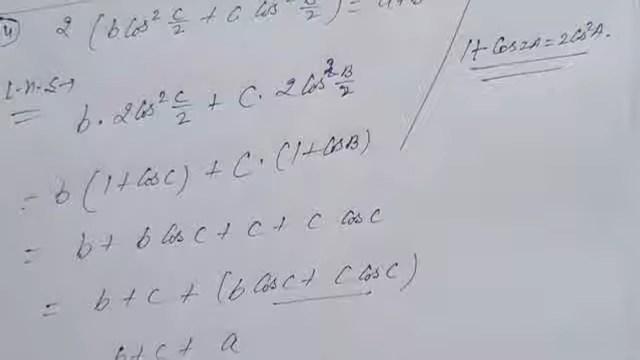 4) 2 (b cos² C/2 + c cos² B/2) = a+b
1 + cos2A = 2cos²A.
L-H-S →
= b · 2cos² C/2 + c · 2cos² B/2
= b (1 + cosC) + c · (1 + cosB)
= b + b cosC + c + c cosC
= b + c + (b cosC + c cosC)
b + c + a